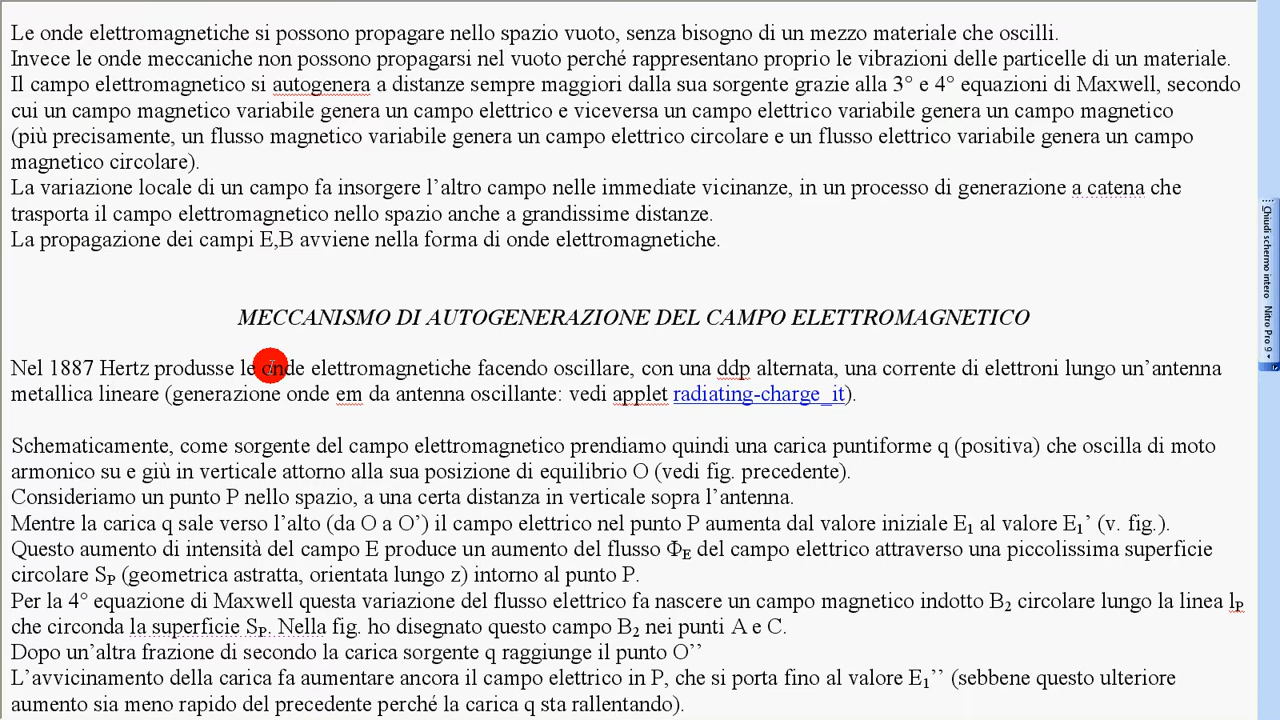 Le onde elettromagnetiche si possono propagare nello spazio vuoto, senza bisogno di un mezzo materiale che oscilli.
Invece le onde meccaniche non possono propagarsi nel vuoto perché rappresentano proprio le vibrazioni delle particelle di un materiale.
Il campo elettromagnetico si autogenera a distanze sempre maggiori dalla sua sorgente grazie alla 3° e 4° equazioni di Maxwell, secondo
cui un campo magnetico variabile genera un campo elettrico e viceversa un campo elettrico variabile genera un campo magnetico
(più precisamente, un flusso magnetico variabile genera un campo elettrico circolare e un flusso elettrico variabile genera un campo
magnetico circolare).
La variazione locale di un campo fa insorgere l’altro campo nelle immediate vicinanze, in un processo di generazione a catena che
trasporta il campo elettromagnetico nello spazio anche a grandissime distanze.
La propagazione dei campi E,B avviene nella forma di onde elettromagnetiche.
MECCANISMO DI AUTOGENERAZIONE DEL CAMPO ELETTROMAGNETICO
Nel 1887 Hertz produsse le onde elettromagnetiche facendo oscillare, con una ddp alternata, una corrente di elettroni lungo un’antenna
metallica lineare (generazione onde em da antenna oscillante: vedi applet radiating-charge_it).
Schematicamente, come sorgente del campo elettromagnetico prendiamo quindi una carica puntiforme q (positiva) che oscilla di moto
armonico su e giù in verticale attorno alla sua posizione di equilibrio O (vedi fig. precedente).
Consideriamo un punto P nello spazio, a una certa distanza in verticale sopra l’antenna.
Mentre la carica q sale verso l’alto (da O a O’) il campo elettrico nel punto P aumenta dal valore iniziale E₁ al valore E₁’ (v. fig.).
Questo aumento di intensità del campo E produce un aumento del flusso Φ_E del campo elettrico attraverso una piccolissima superficie
circolare S_P (geometrica astratta, orientata lungo z) intorno al punto P.
Per la 4° equazione di Maxwell questa variazione del flusso elettrico fa nascere un campo magnetico indotto B₂ circolare lungo la linea l_P
che circonda la superficie S_P. Nella fig. ho disegnato questo campo B₂ nei punti A e C.
Dopo un’altra frazione di secondo la carica sorgente q raggiunge il punto O’’
L’avvicinamento della carica fa aumentare ancora il campo elettrico in P, che si porta fino al valore E₁’’ (sebbene questo ulteriore
aumento sia meno rapido del precedente perché la carica q sta rallentando).
Chiudi schermo intero - Nitro Pro 9